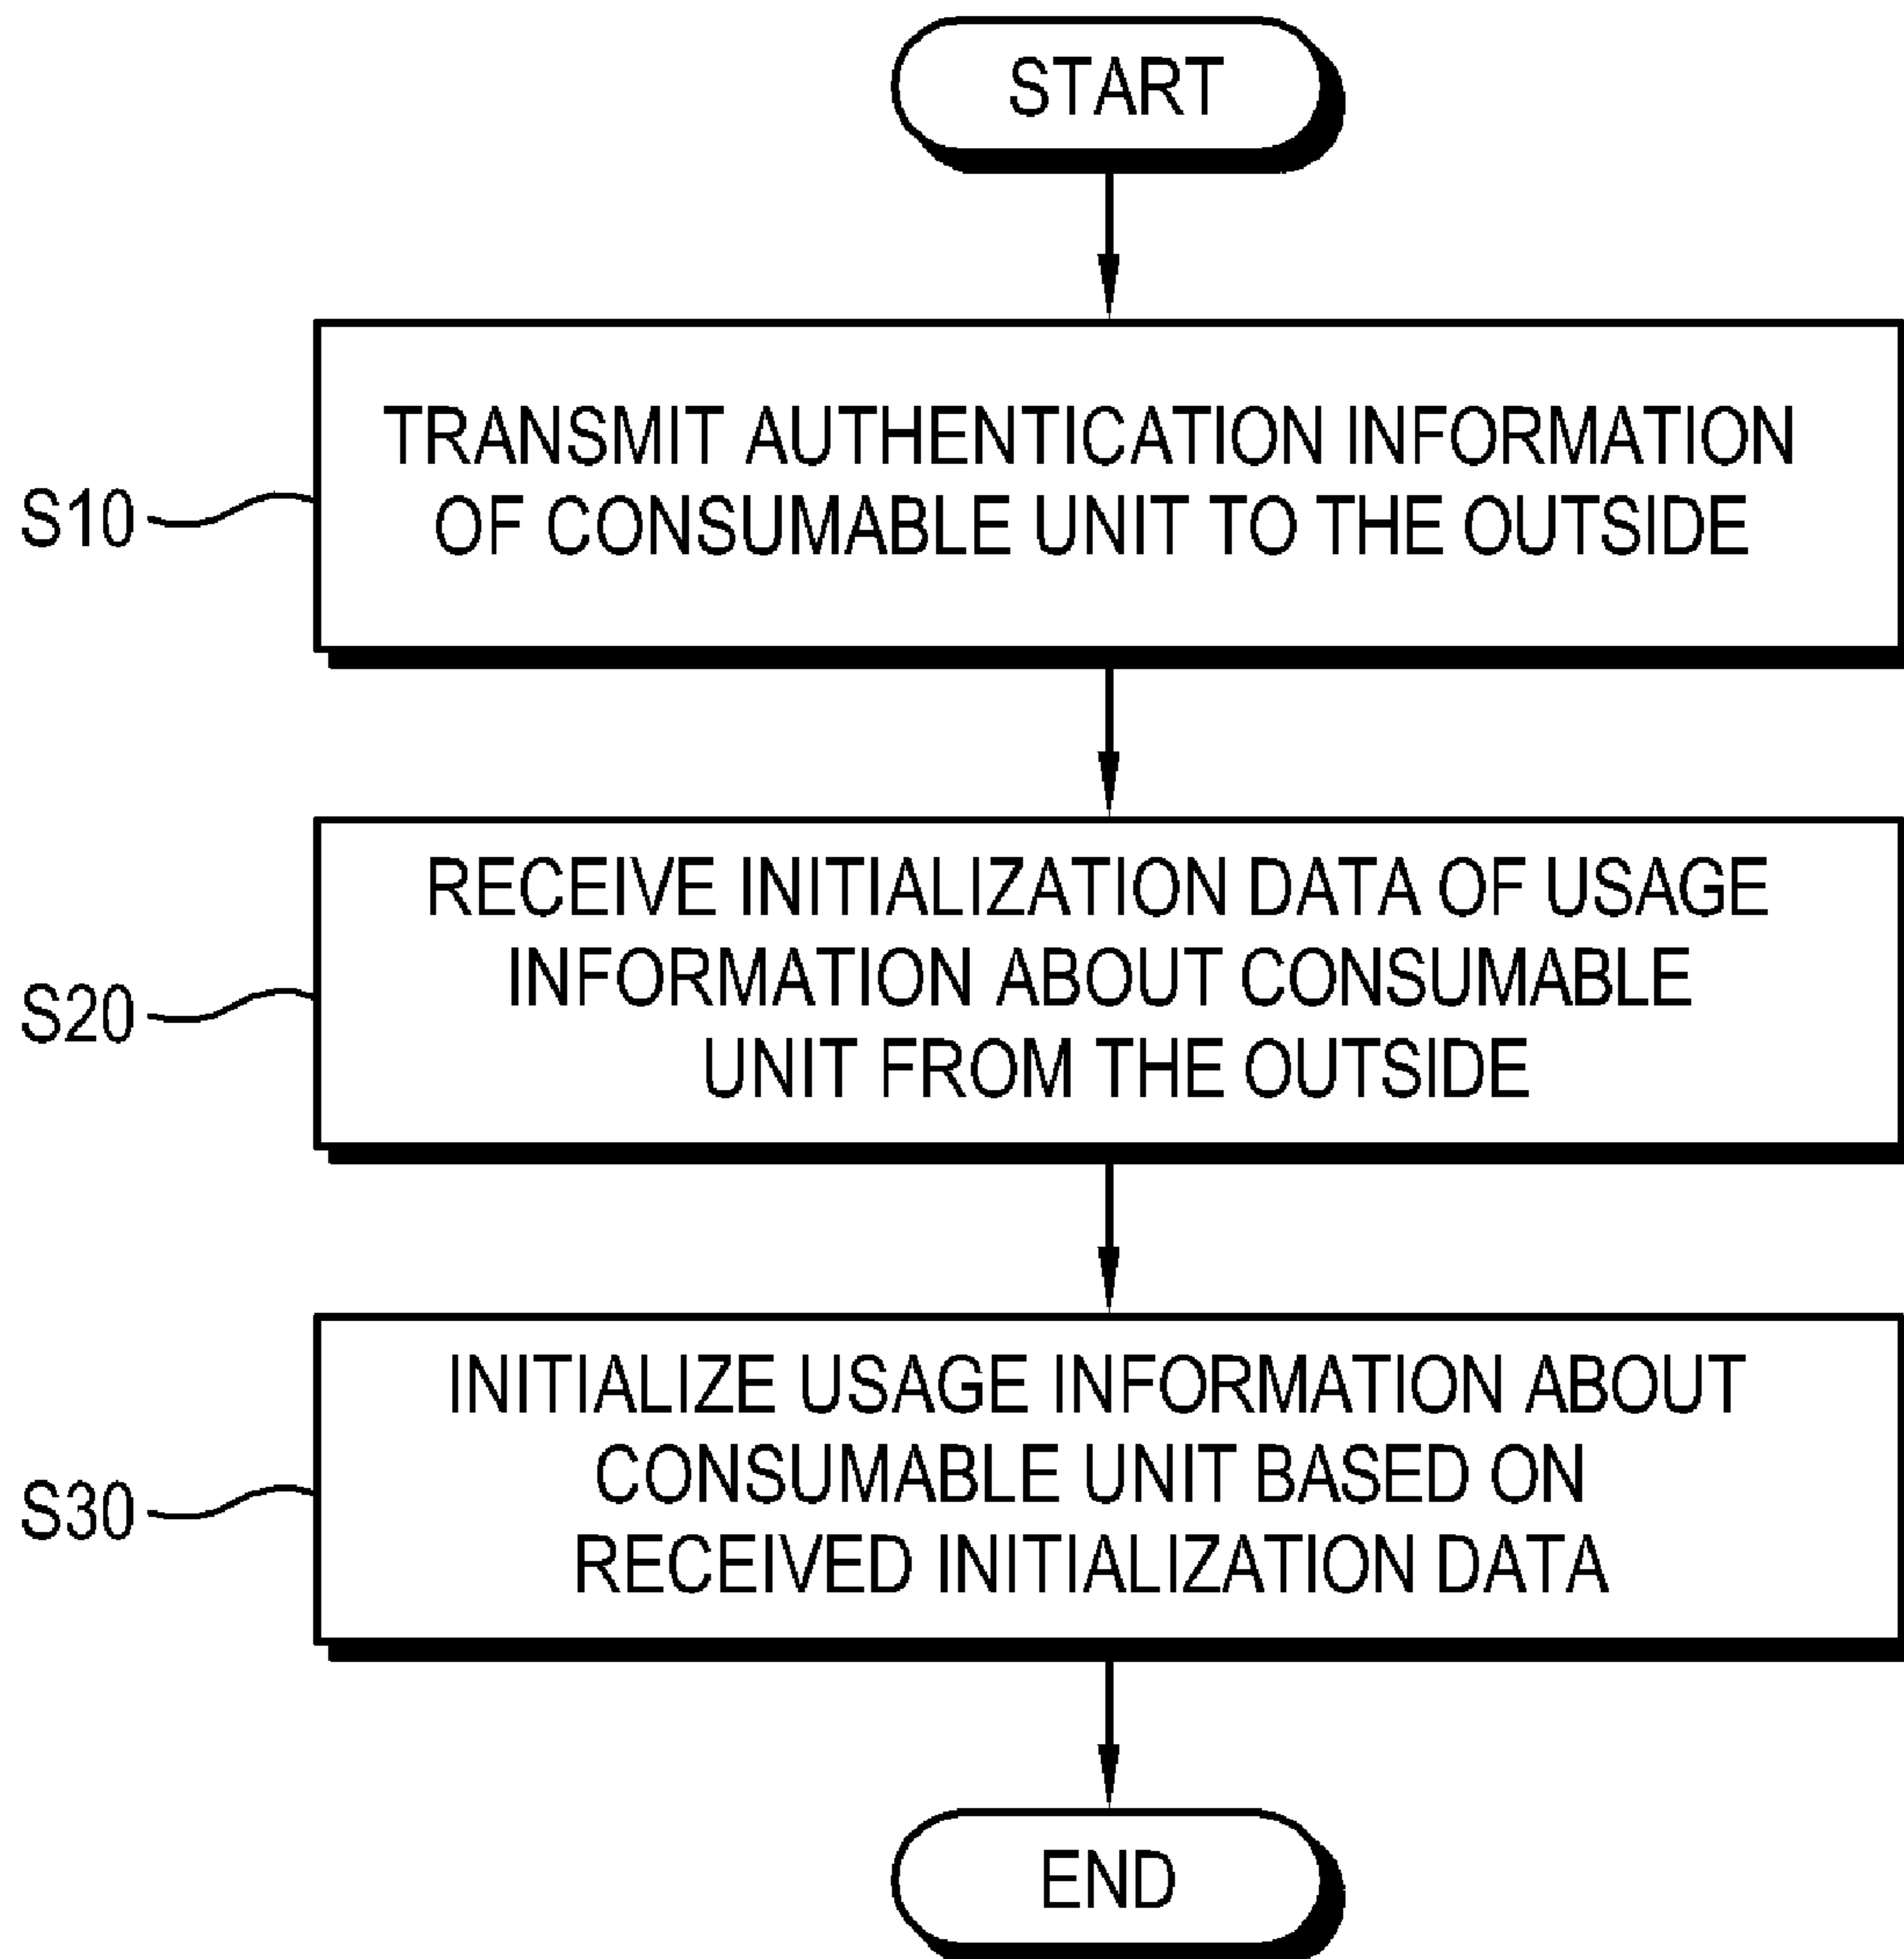 START
S10
TRANSMIT AUTHENTICATION INFORMATION
OF CONSUMABLE UNIT TO THE OUTSIDE
S20
RECEIVE INITIALIZATION DATA OF USAGE
INFORMATION ABOUT CONSUMABLE
UNIT FROM THE OUTSIDE
S30
INITIALIZE USAGE INFORMATION ABOUT
CONSUMABLE UNIT BASED ON
RECEIVED INITIALIZATION DATA
END